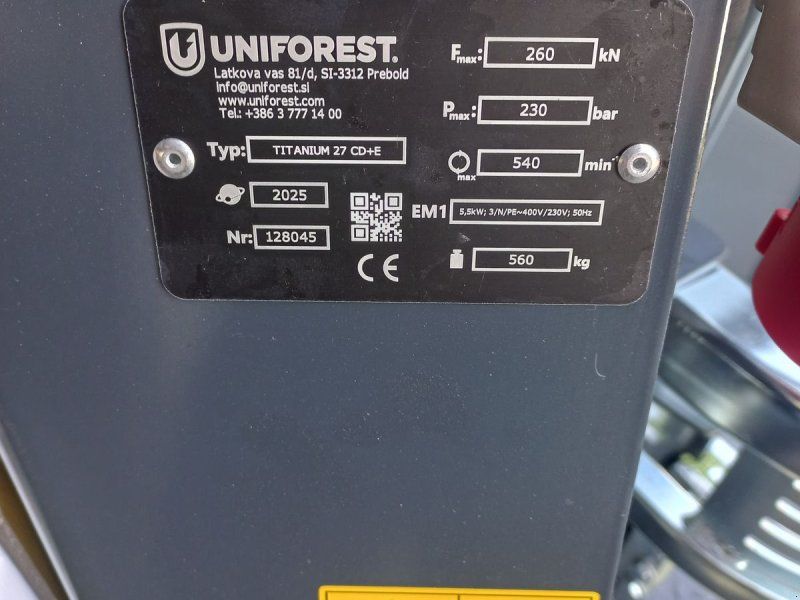 UNIFOREST®
Latkova vas 81/d, SI-3312 Prebold
info@uniforest.si
www.uniforest.com
Tel.: +386 3 777 14 00
Typ: TITANIUM 27 CD+E
2025
Nr: 128045
CE
Fmax: 260 kN
Pmax: 230 bar
max 540 min⁻
EM1 5,5kW; 3/N/PE~400V/230V; 50Hz
560 kg